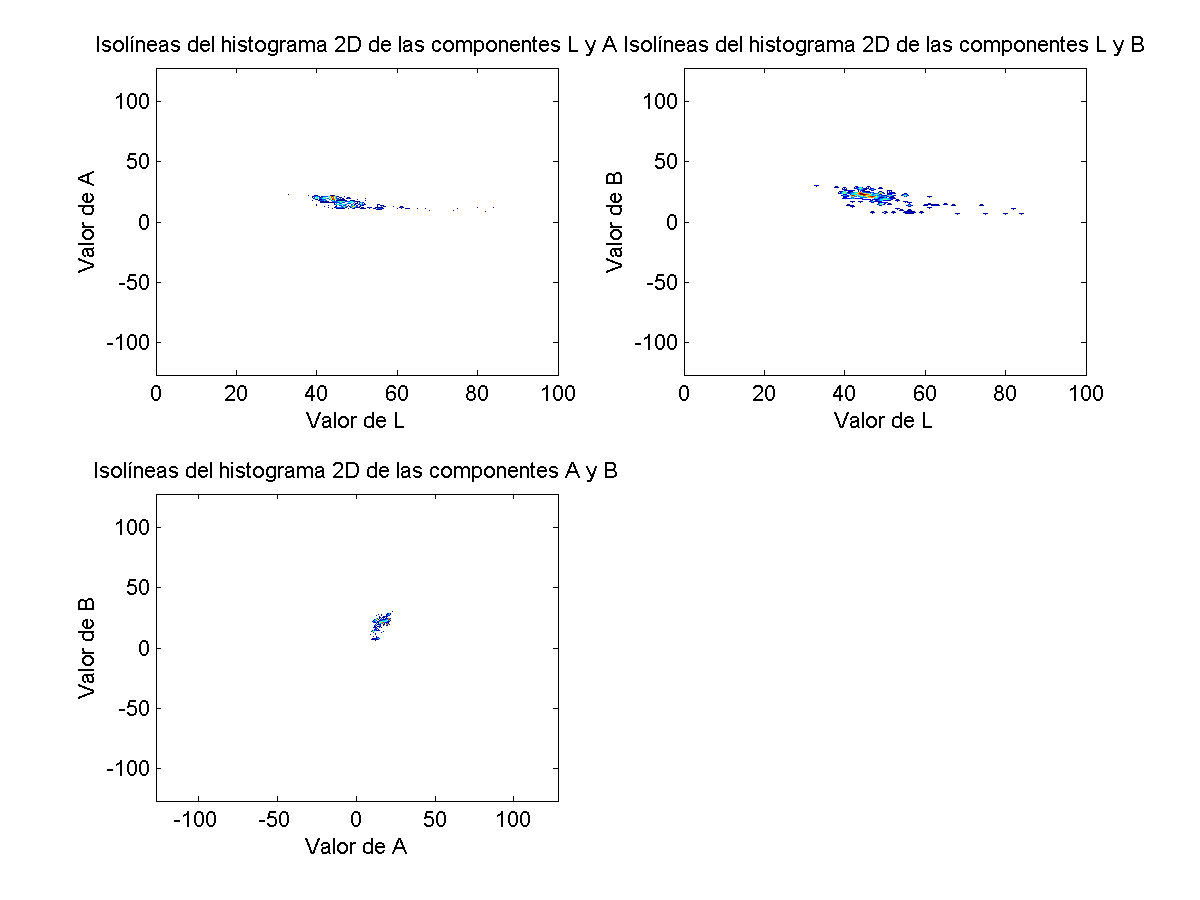 Isolíneas del histograma 2D de las componentes L y A
100
50
0
-50
-100
Valor de A
0 20 40 60 80 100
Valor de L
Isolíneas del histograma 2D de las componentes L y B
100
50
0
-50
-100
Valor de B
0 20 40 60 80 100
Valor de L
Isolíneas del histograma 2D de las componentes A y B
100
50
0
-50
-100
Valor de B
-100 -50 0 50 100
Valor de A